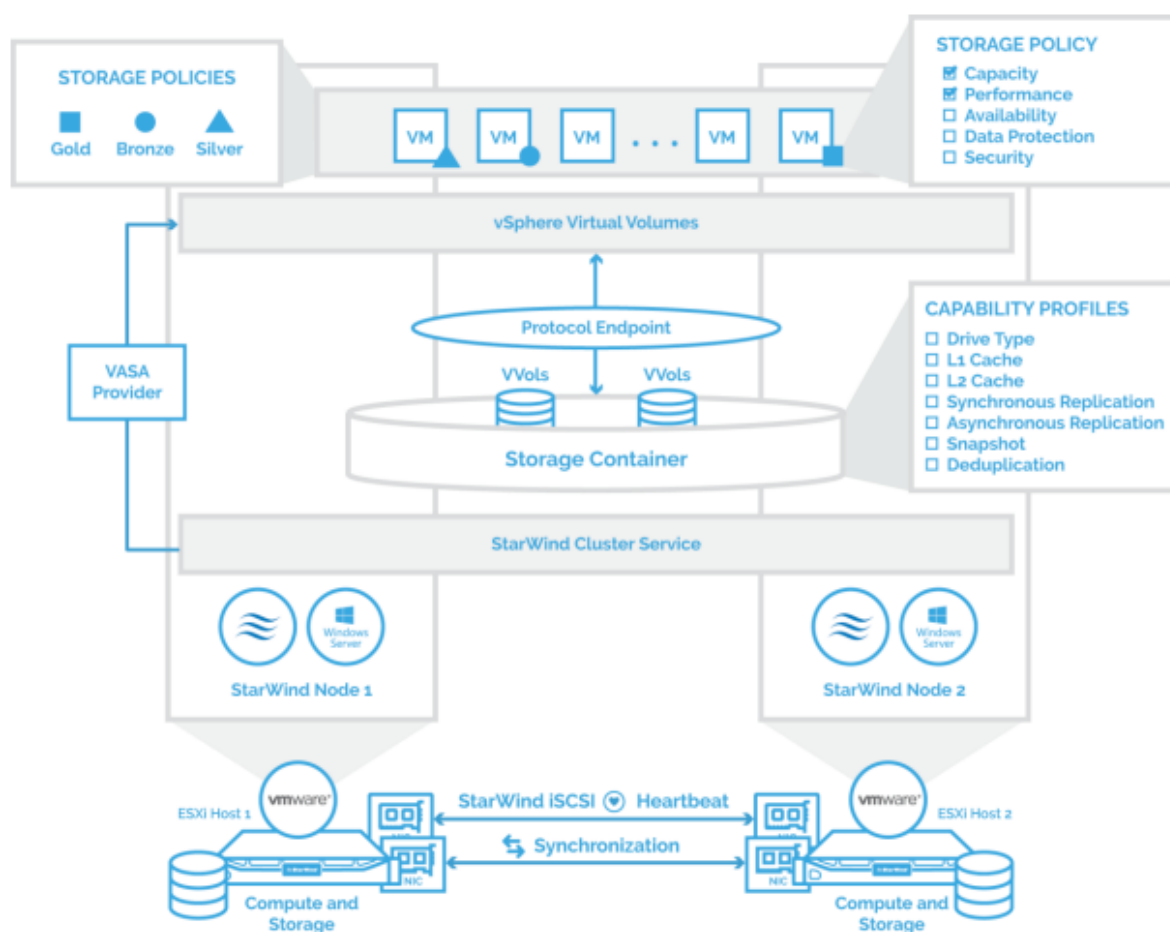 STORAGE POLICIES
Gold
Bronze
Silver
VM
VM
VM
. . .
VM
VM
STORAGE POLICY
Capacity
Performance
Availability
Data Protection
Security
vSphere Virtual Volumes
Protocol Endpoint
VASA
Provider
VVols
VVols
Storage Container
CAPABILITY PROFILES
Drive Type
L1 Cache
L2 Cache
Synchronous Replication
Asynchronous Replication
Snapshot
Deduplication
StarWind Cluster Service
Windows
Server
Windows
Server
StarWind Node 1
StarWind Node 2
vmware
vmware
ESXi Host 1
ESXi Host 2
StarWind iSCSI
Heartbeat
NIC
NIC
Synchronization
NIC
NIC
Compute and
Storage
Compute and
Storage